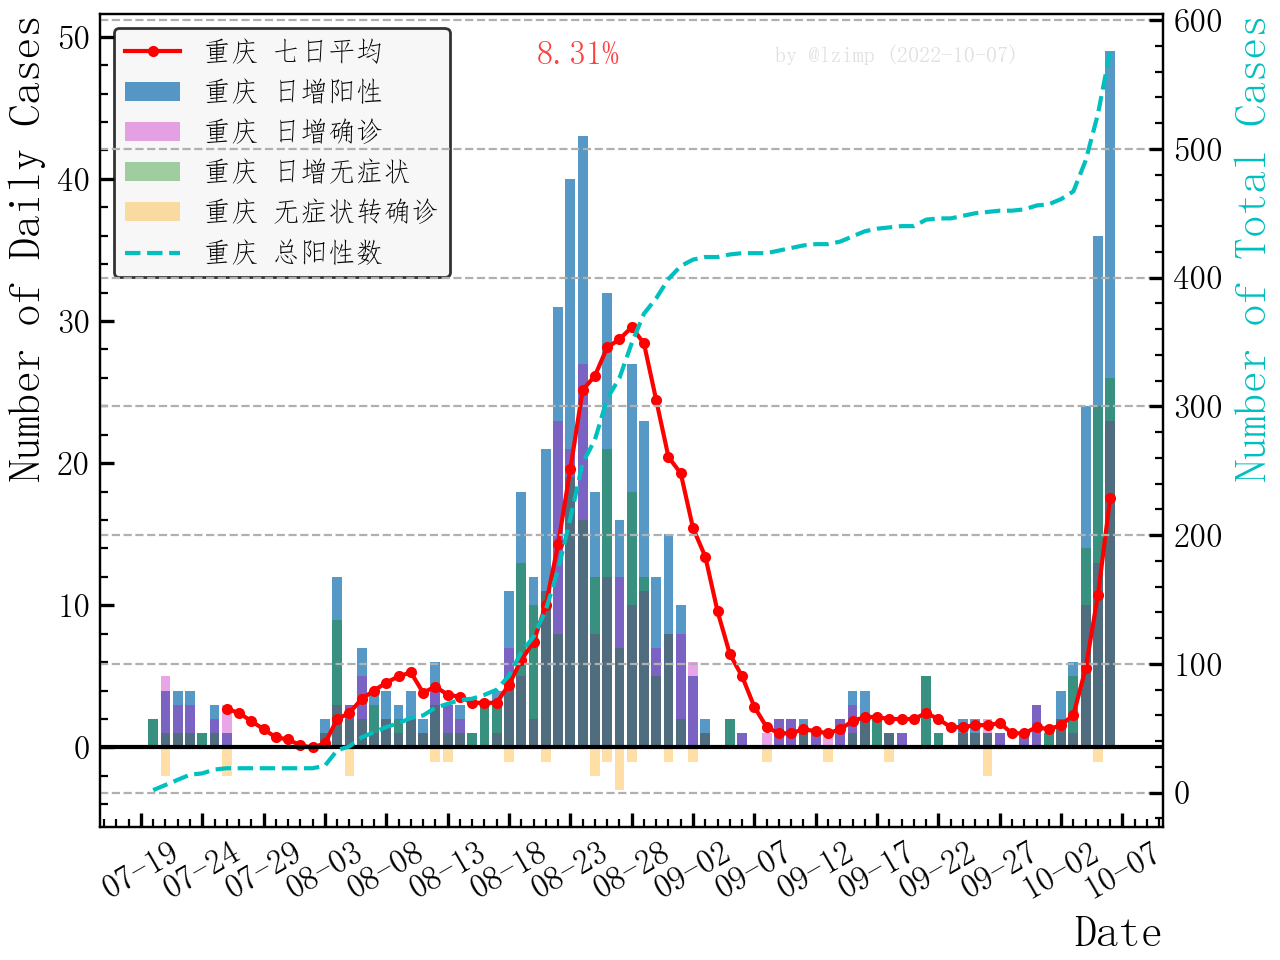 Number of Daily Cases
50
40
30
20
10
0
重庆 七日平均
重庆 日增阳性
重庆 日增确诊
重庆 日增无症状
重庆 无症状转确诊
重庆 总阳性数
8.31%
by @lzimp (2022-10-07)
600
500
400
300
200
100
0
Number of Total Cases
07-19 07-24 07-29 08-03 08-08 08-13 08-18 08-23 08-28 09-02 09-07 09-12 09-17 09-22 09-27 10-02 10-07
Date